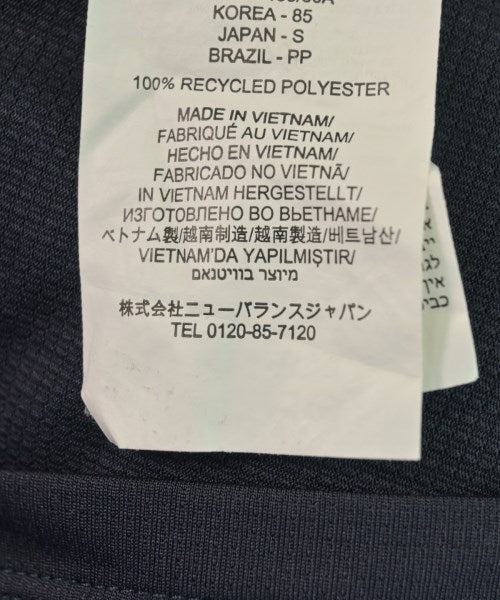 KOREA - 85
JAPAN - S
BRAZIL - PP
100% RECYCLED POLYESTER
MADE IN VIETNAM/
FABRIQUÉ AU VIETNAM/
HECHO EN VIETNAM/
FABRICADO NO VIETNÃ/
IN VIETNAM HERGESTELLT/
ИЗГОТОВЛЕНО ВО ВЬЕТНАМЕ/
ベトナム製/越南制造/越南製造/베트남산/
VIETNAM'DA YAPILMIŞTIR/
מיוצר בוויטנאם
株式会社ニューバランスジャパン
TEL 0120-85-7120